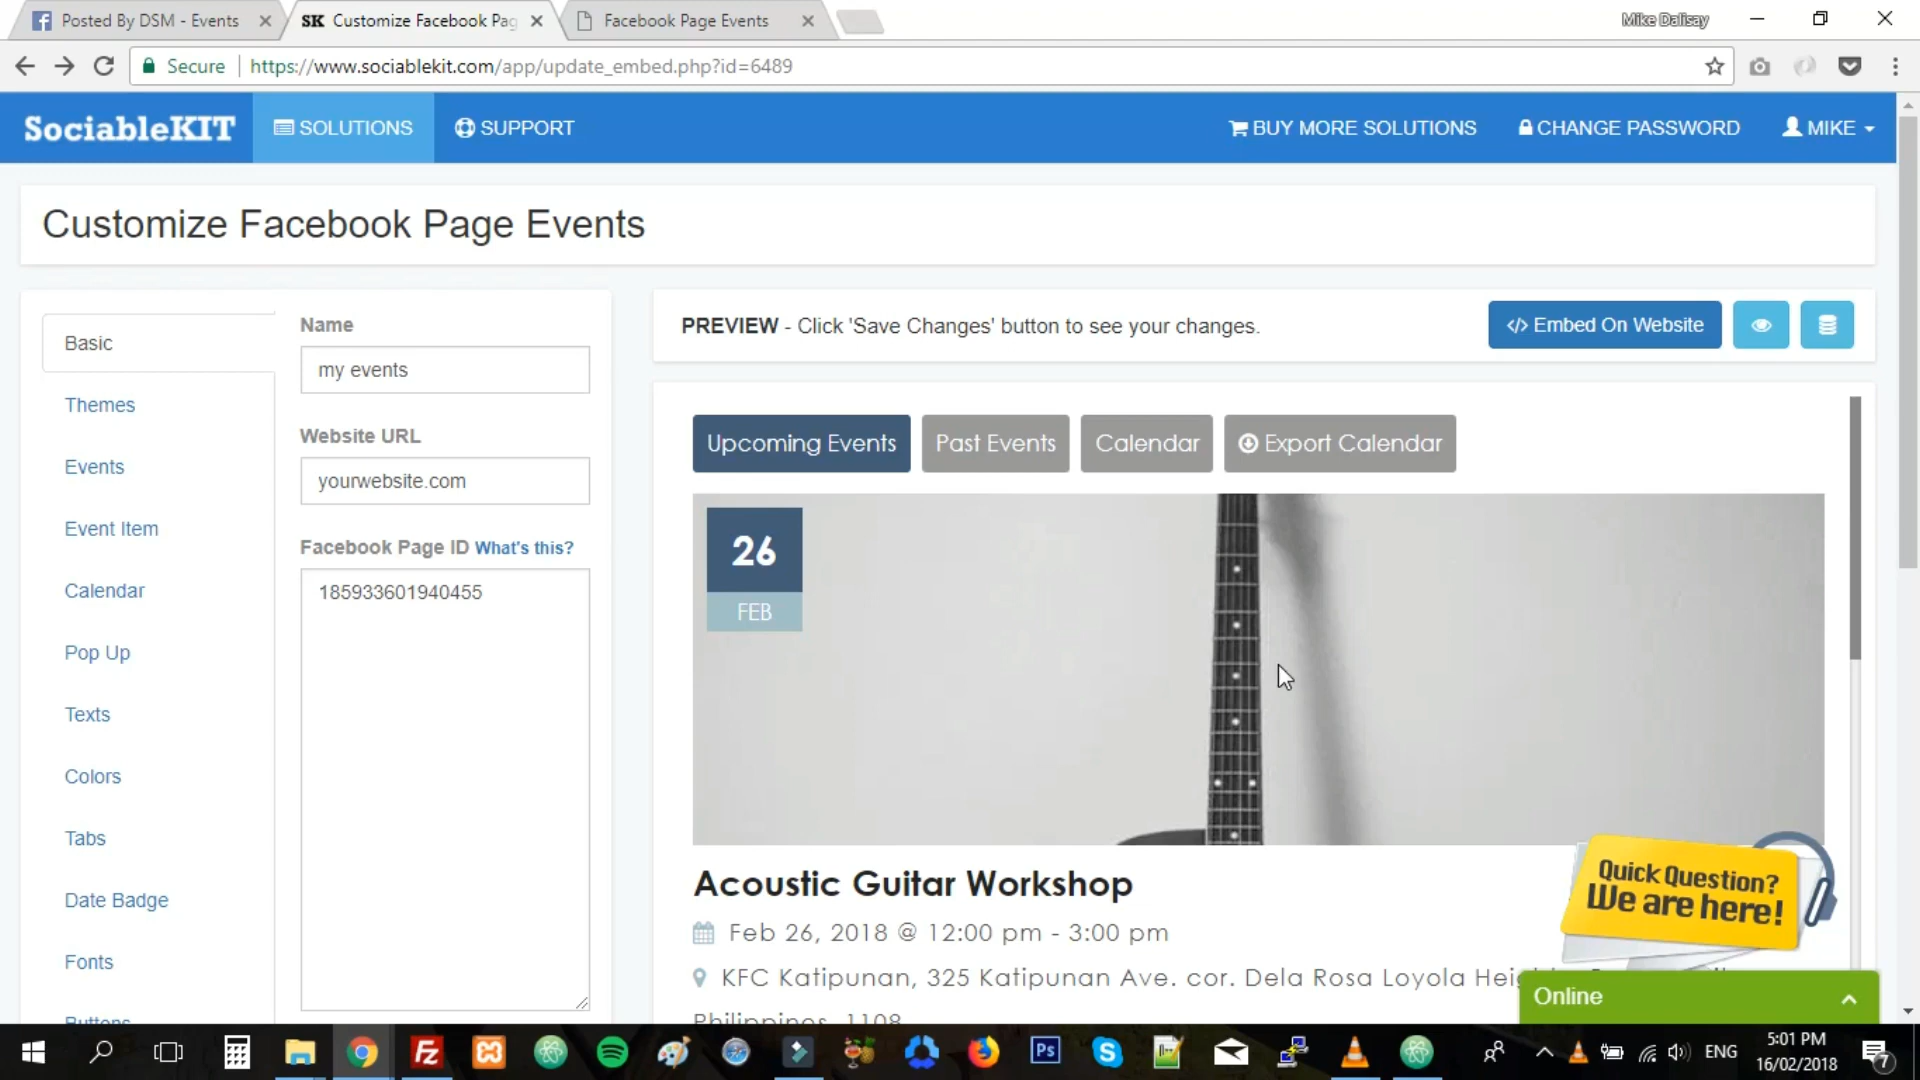 Posted By DSM - Events
SK Customize Facebook Pag
Facebook Page Events
Mike Dalisay
Secure
https://www.sociablekit.com/app/update_embed.php?id=6489
SociableKIT
SOLUTIONS
SUPPORT
BUY MORE SOLUTIONS
CHANGE PASSWORD
MIKE
Customize Facebook Page Events
Basic
Themes
Events
Event Item
Calendar
Pop Up
Texts
Colors
Tabs
Date Badge
Fonts
Buttons
Name
my events
Website URL
yourwebsite.com
Facebook Page ID What's this?
185933601940455
PREVIEW - Click 'Save Changes' button to see your changes.
</> Embed On Website
Upcoming Events
Past Events
Calendar
Export Calendar
26
FEB
Acoustic Guitar Workshop
Feb 26, 2018 @ 12:00 pm - 3:00 pm
KFC Katipunan, 325 Katipunan Ave. cor. Dela Rosa Loyola
Philippines, 1108
Quick Question?
We are here!
Online
Fz
Ps
ENG
5:01 PM
16/02/2018
7